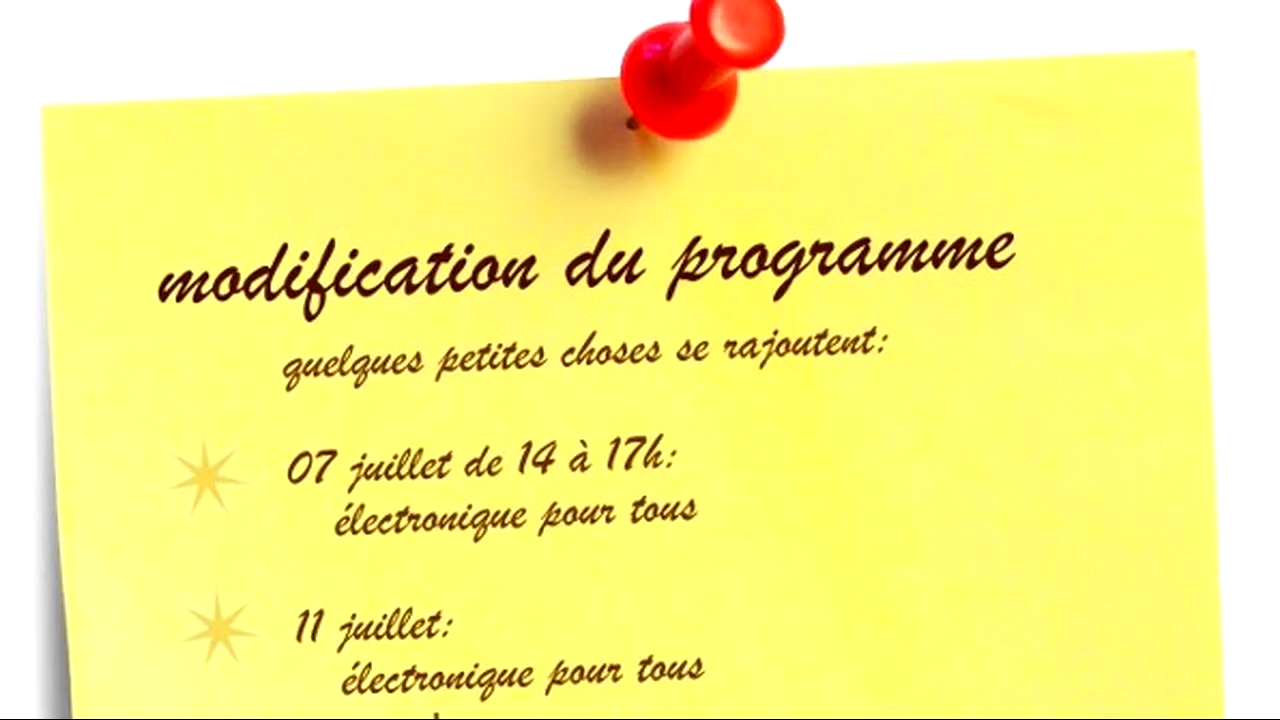 modification du programme
quelques petites choses se rajoutent:
07 juillet de 14 à 17h:
électronique pour tous
11 juillet:
électronique pour tous